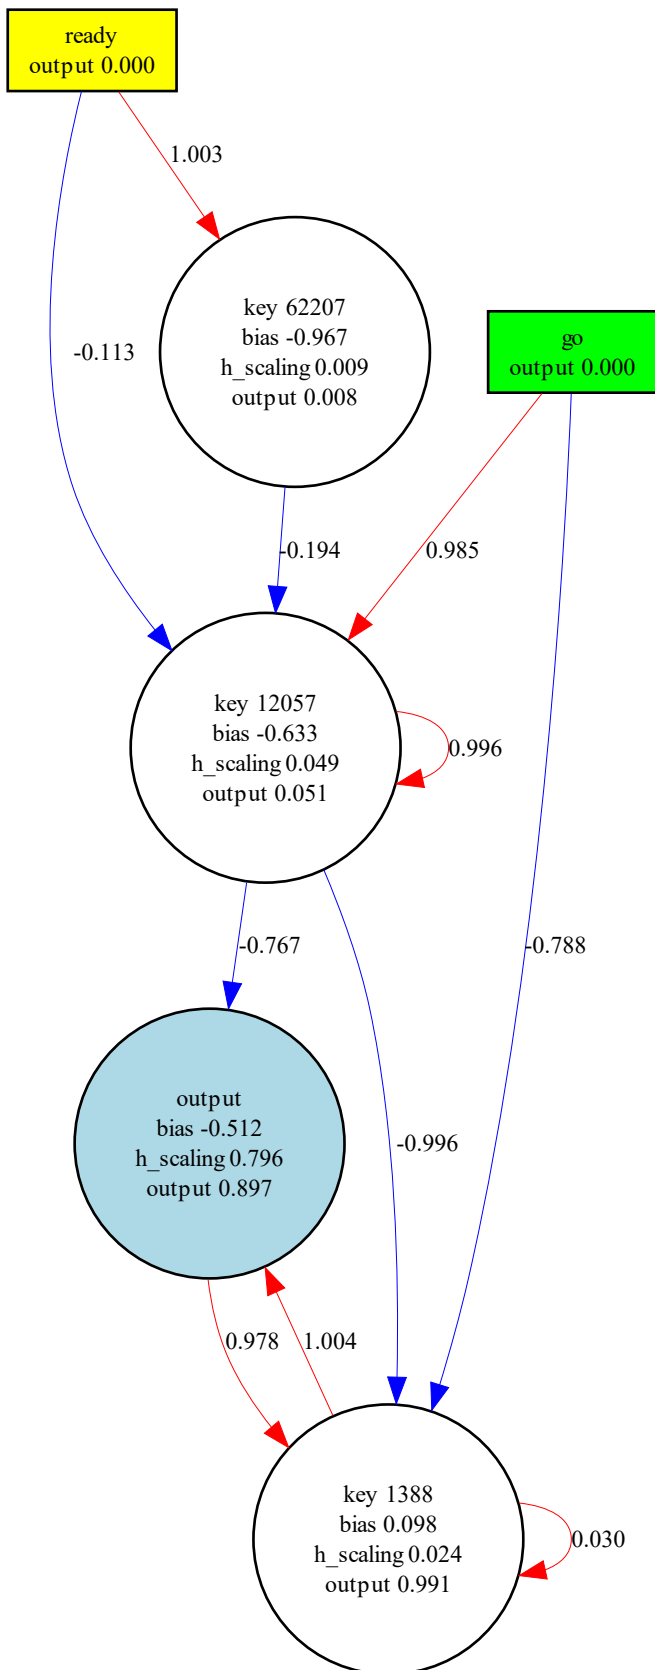 ready
output 0.000
1.003
key 62207
bias -0.967
h_scaling 0.009
output 0.008
go
output 0.000
-0.113
-0.194
0.985
key 12057
bias -0.633
h_scaling 0.049
output 0.051
0.996
-0.767
-0.788
output
bias -0.512
h_scaling 0.796
output 0.897
-0.996
0.978
1.004
key 1388
bias 0.098
h_scaling 0.024
output 0.991
0.030